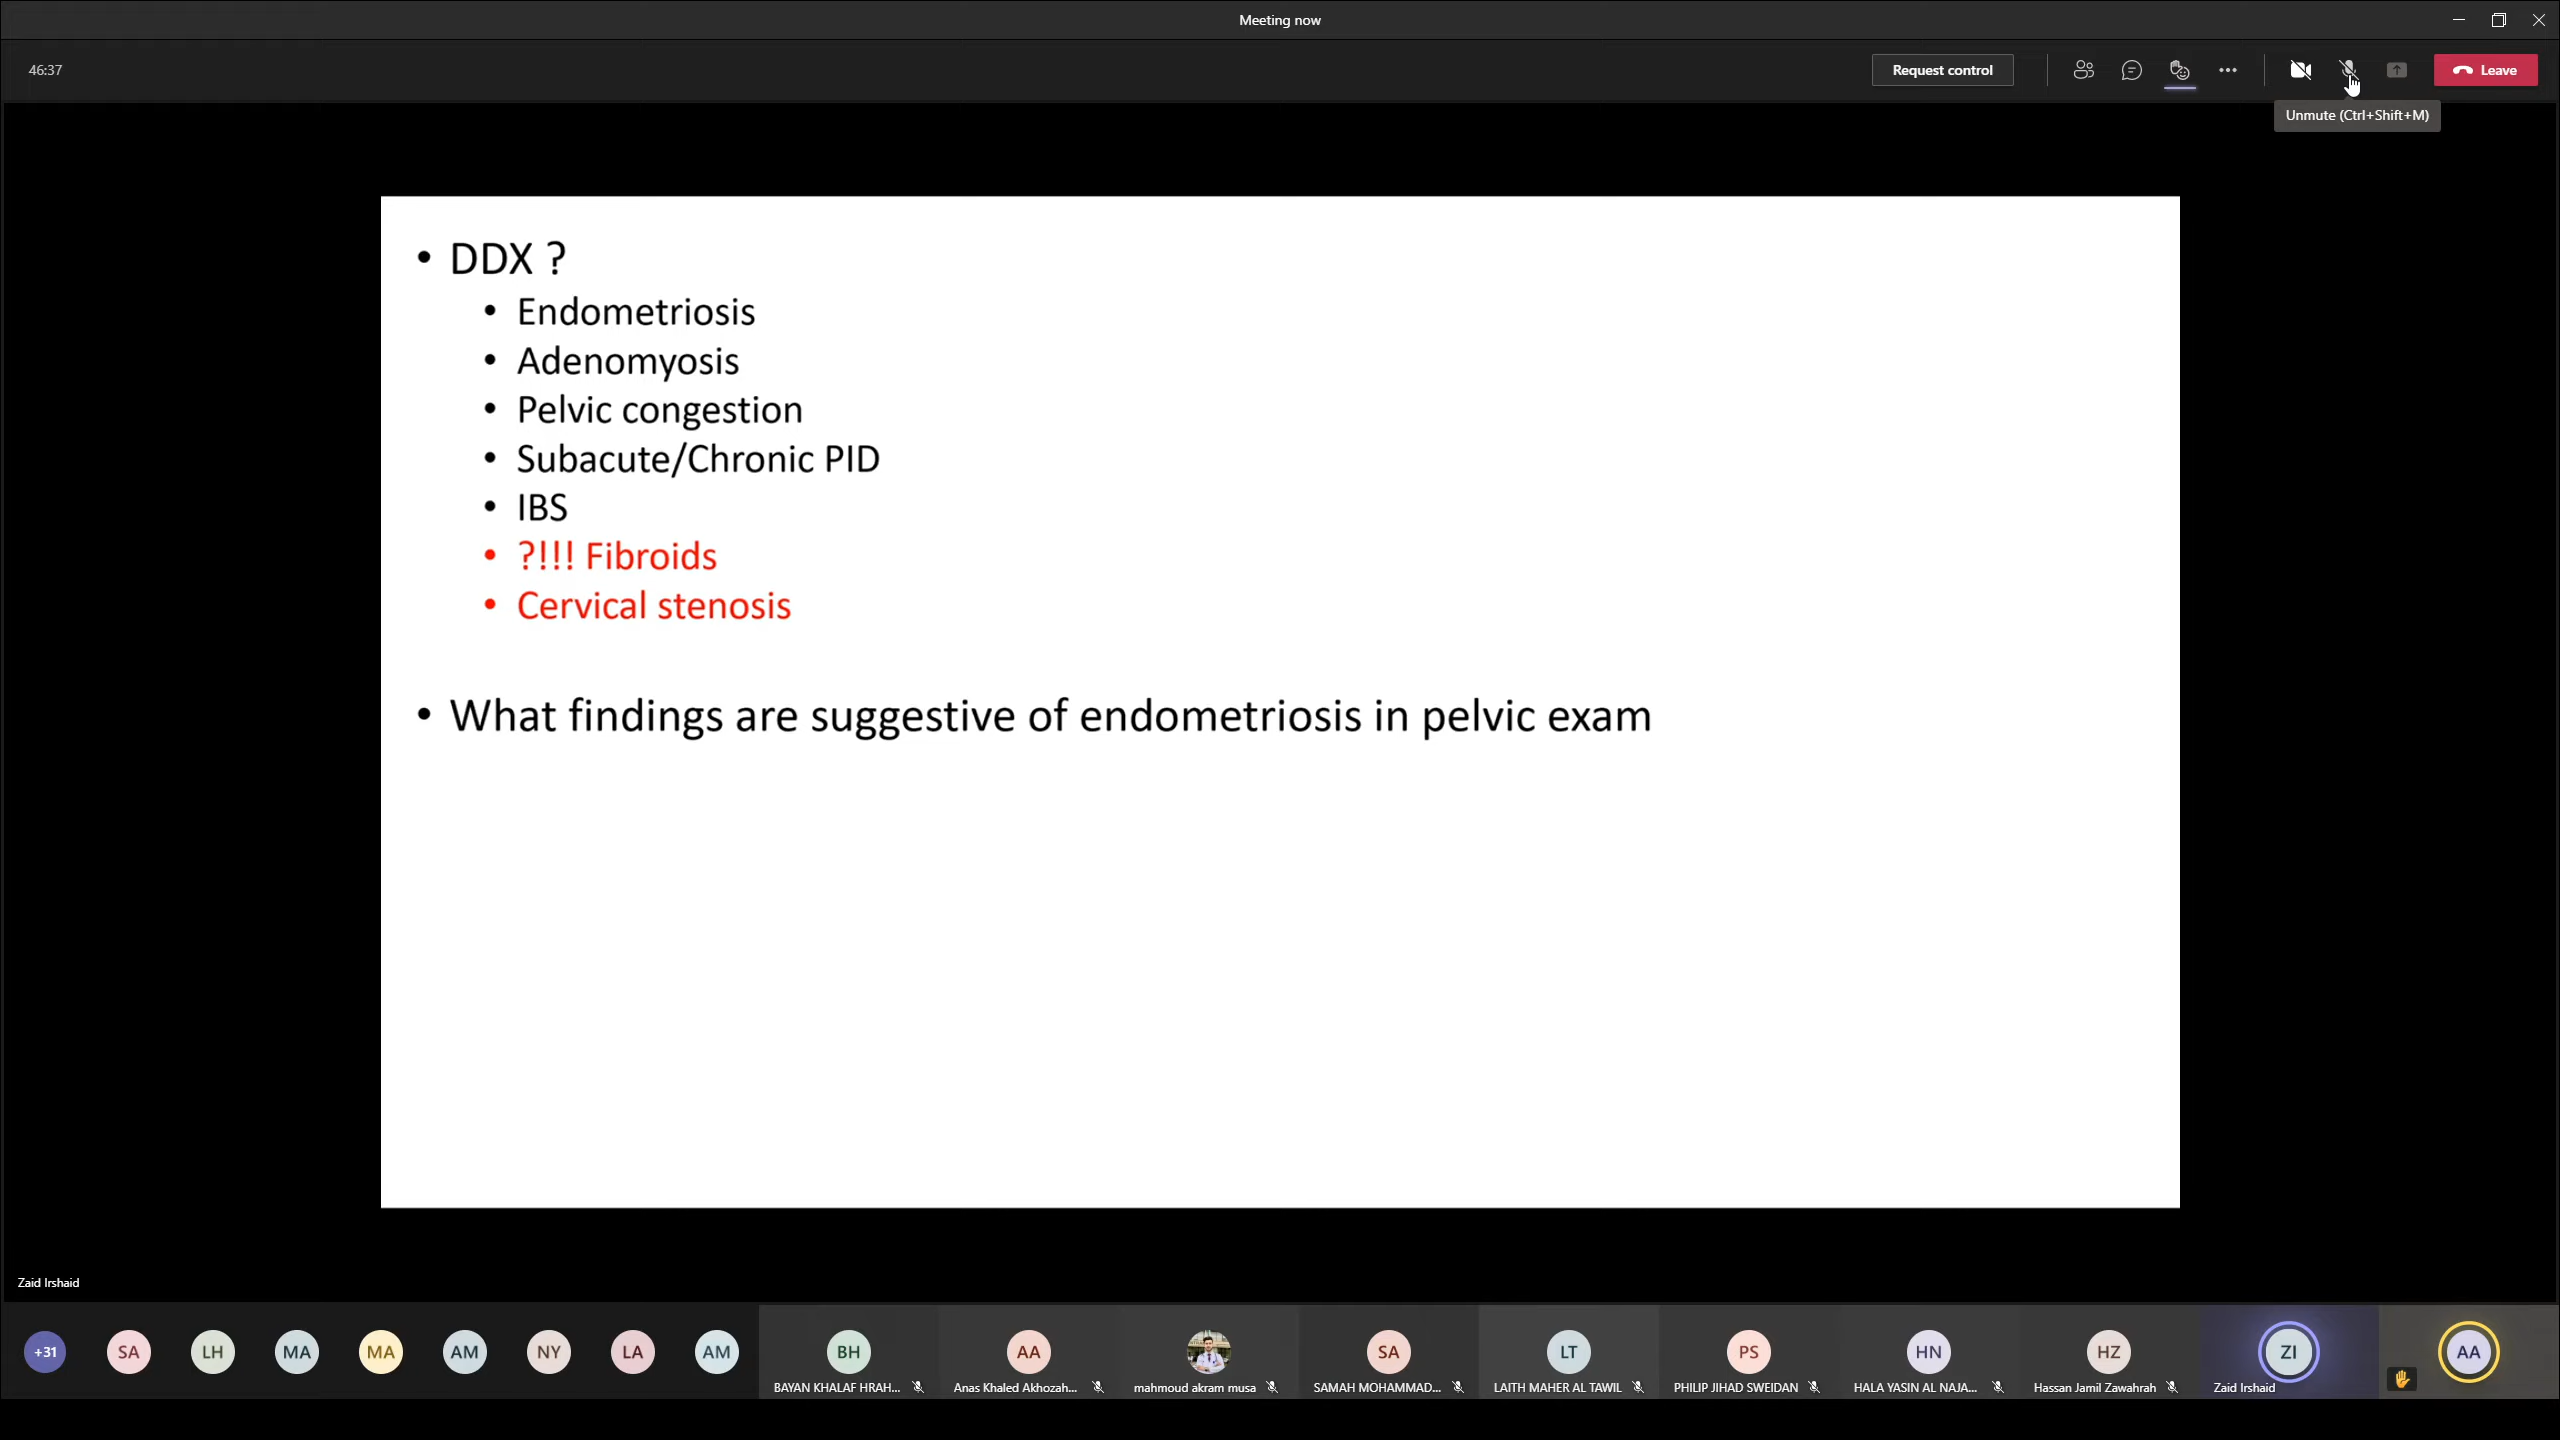 Meeting now
46:37
Request control
Leave
Unmute (Ctrl+Shift+M)
• DDX ?
• Endometriosis
• Adenomyosis
• Pelvic congestion
• Subacute/Chronic PID
• IBS
• ?!!! Fibroids
• Cervical stenosis
• What findings are suggestive of endometriosis in pelvic exam
Zaid Irshaid
+31 SA LH MA MA AM NY LA AM BH AA SA LT PS HN HZ ZI AA
BAYAN KHALAF HRAH... Anas Khaled Akhozah... mahmoud akram musa SAMAH MOHAMMAD... LAITH MAHER AL TAWIL PHILIP JIHAD SWEIDAN HALA YASIN AL NAJA... Hassan Jamil Zawahrah Zaid Irshaid